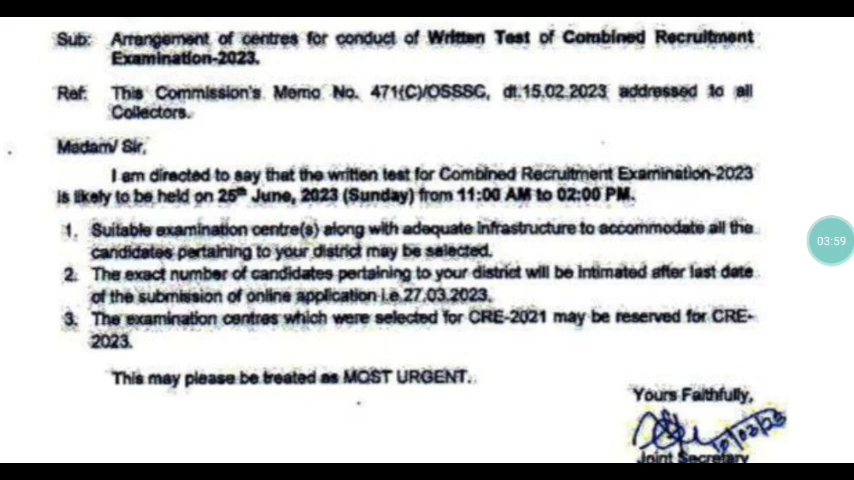 Sub: Arrangement of centres for conduct of Written Test of Combined Recruitment
Examination-2023.
Ref: This Commission's Memo No. 471(C)/OSSSC, dt.15.02.2023 addressed to all
Collectors.
Madam/ Sir,
I am directed to say that the written test for Combined Recruitment Examination-2023
is likely to be held on 25th June, 2023 (Sunday) from 11:00 AM to 02:00 PM.
1. Suitable examination centre(s) along with adequate infrastructure to accommodate all the
candidates pertaining to your district may be selected.
2. The exact number of candidates pertaining to your district will be intimated after last date
of the submission of online application i.e.27.03.2023.
3. The examination centres which were selected for CRE-2021 may be reserved for CRE-
2023.
This may please be treated as MOST URGENT.
Yours Faithfully,
10/03/23
Joint Secretary
03:59